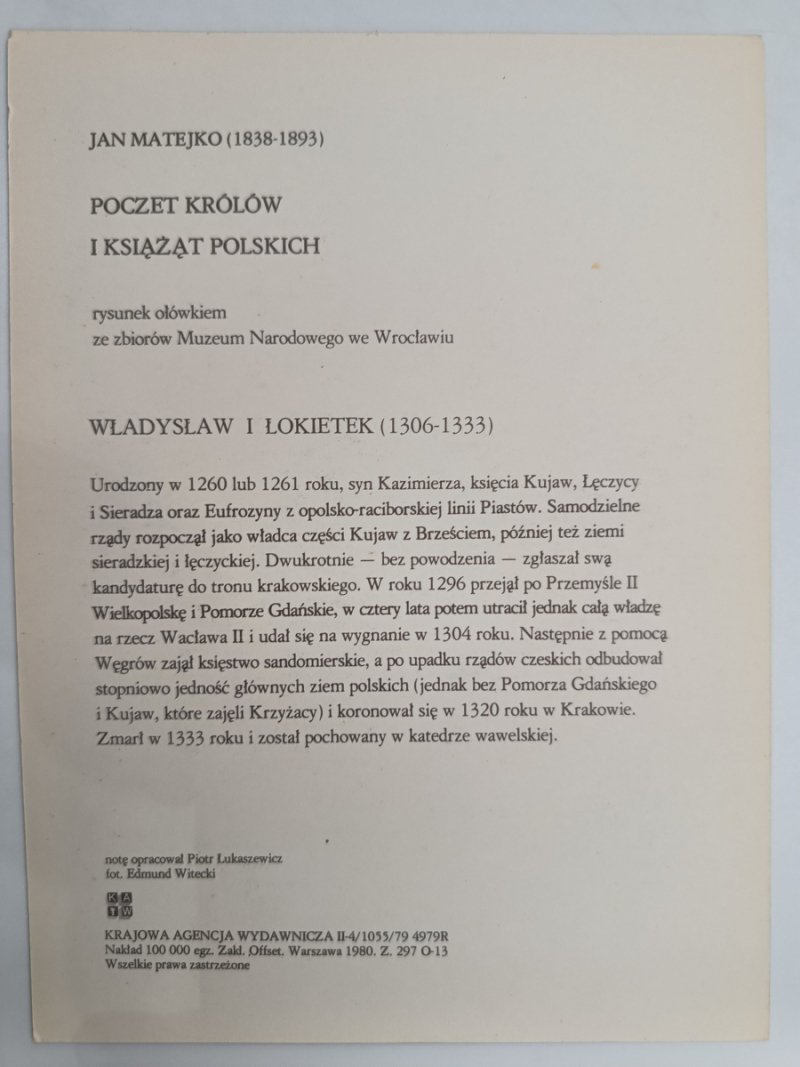 JAN MATEJKO (1838-1893)
POCZET KRÓLÓW
I KSIĄŻĄT POLSKICH
rysunek ołówkiem
ze zbiorów Muzeum Narodowego we Wrocławiu
WŁADYSŁAW I ŁOKIETEK (1306-1333)
Urodzony w 1260 lub 1261 roku, syn Kazimierza, księcia Kujaw, Łęczycy
i Sieradza oraz Eufrozyny z opolsko-raciborskiej linii Piastów. Samodzielne
rządy rozpoczął jako władca części Kujaw z Brześciem, później też ziemi
sieradzkiej i łęczyckiej. Dwukrotnie — bez powodzenia — zgłaszał swą
kandydaturę do tronu krakowskiego. W roku 1296 przejął po Przemyśle II
Wielkopolskę i Pomorze Gdańskie, w cztery lata potem utracił jednak całą władzę
na rzecz Wacława II i udał się na wygnanie w 1304 roku. Następnie z pomocą
Węgrów zajął księstwo sandomierskie, a po upadku rządów czeskich odbudował
stopniowo jedność głównych ziem polskich (jednak bez Pomorza Gdańskiego
i Kujaw, które zajęli Krzyżacy) i koronował się w 1320 roku w Krakowie.
Zmarł w 1333 roku i został pochowany w katedrze wawelskiej.
notę opracował Piotr Łukaszewicz
fot. Edmund Witecki
K A
T W
KRAJOWA AGENCJA WYDAWNICZA II-4/1055/79 4979R
Nakład 100 000 egz. Zakł. Offset. Warszawa 1980. Z. 297 O-13
Wszelkie prawa zastrzeżone